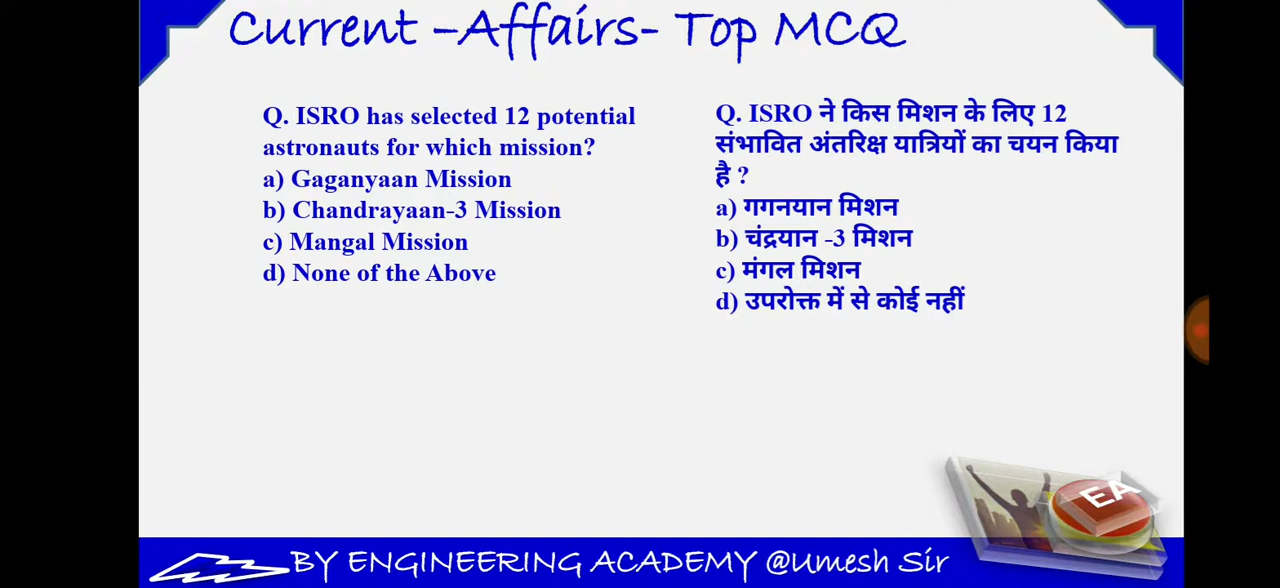 Current -Affairs- Top MCQ
Q. ISRO has selected 12 potential
astronauts for which mission?
a) Gaganyaan Mission
b) Chandrayaan-3 Mission
c) Mangal Mission
d) None of the Above
Q. ISRO ने किस मिशन के लिए 12
संभावित अंतरिक्ष यात्रियों का चयन किया
है ?
a) गगनयान मिशन
b) चंद्रयान -3 मिशन
c) मंगल मिशन
d) उपरोक्त में से कोई नहीं
EA
BY ENGINEERING ACADEMY @Umesh Sir